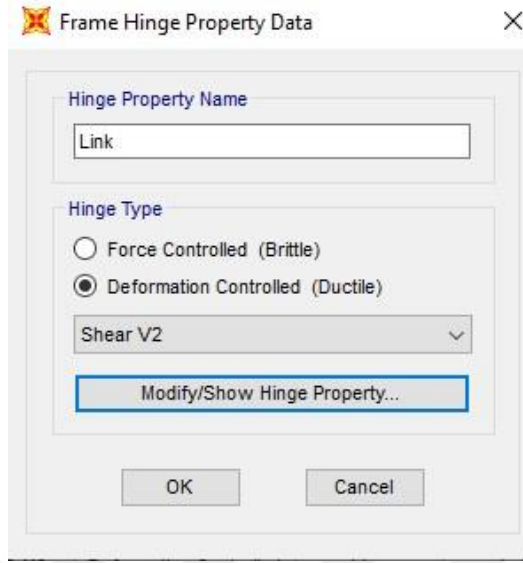 Frame Hinge Property Data
Hinge Property Name
Link
Hinge Type
Force Controlled (Brittle)
Deformation Controlled (Ductile)
Shear V2
Modify/Show Hinge Property...
OK Cancel